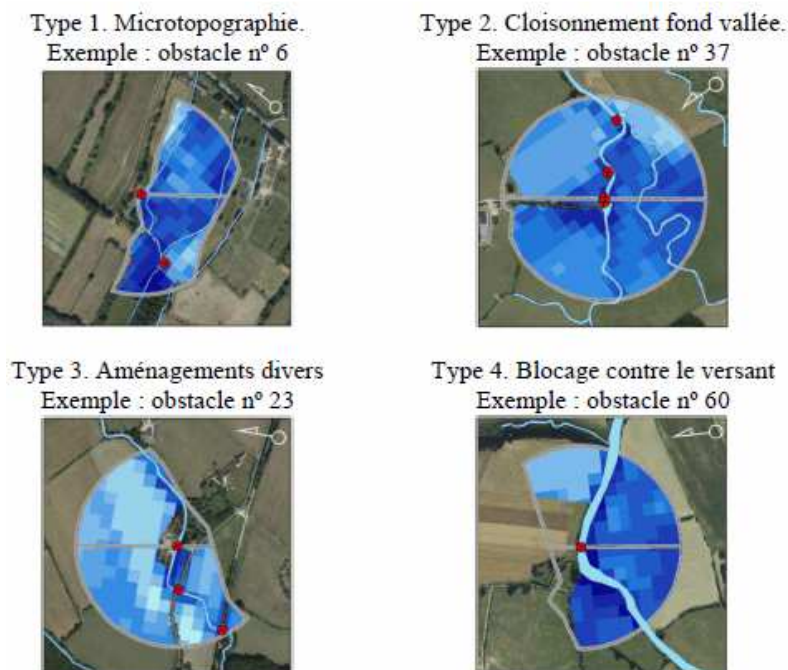 Type 1. Microtopographie.
Exemple : obstacle nº 6
Type 2. Cloisonnement fond vallée.
Exemple : obstacle nº 37
Type 3. Aménagements divers
Exemple : obstacle nº 23
Type 4. Blocage contre le versant
Exemple : obstacle nº 60